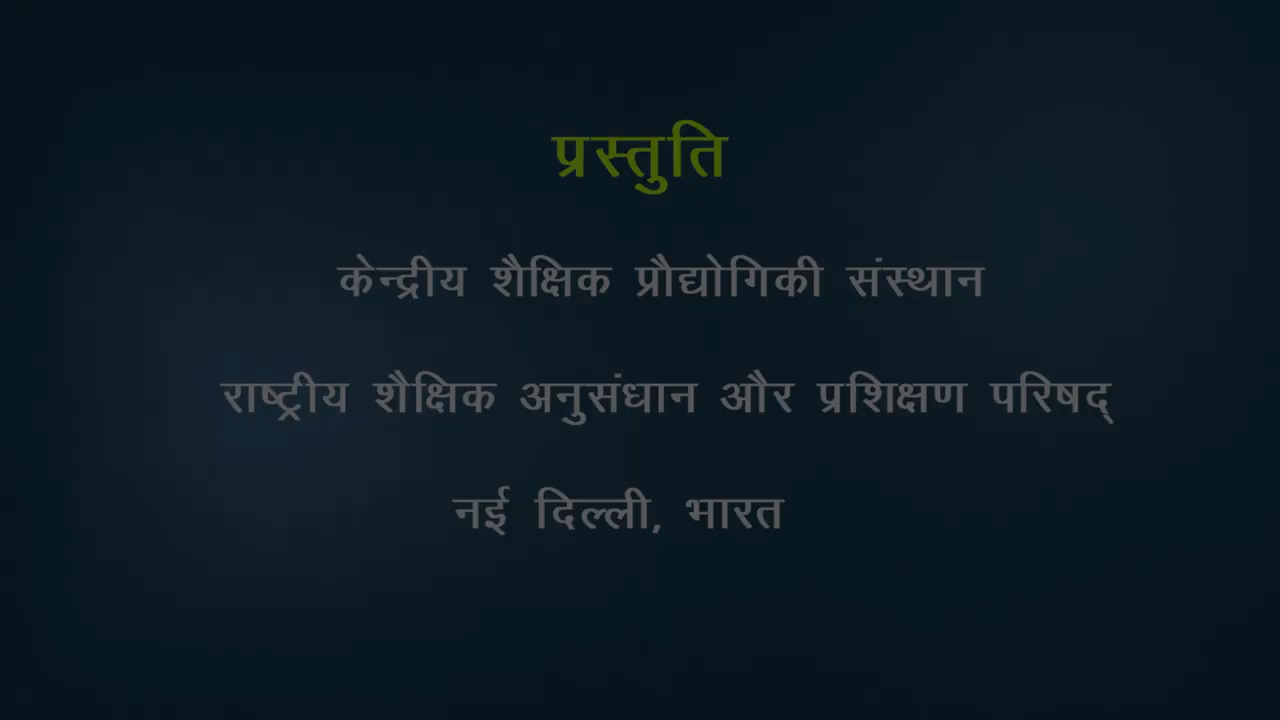 प्रस्तुति
केन्द्रीय शैक्षिक प्रौद्योगिकी संस्थान
राष्ट्रीय शैक्षिक अनुसंधान और प्रशिक्षण परिषद्
नई दिल्ली, भारत